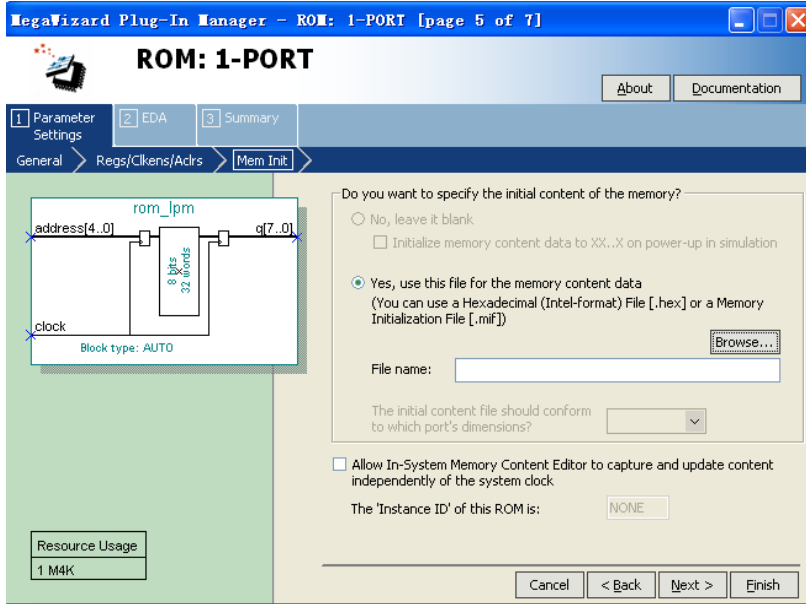 MegaWizard Plug-In Manager - ROM: 1-PORT [page 5 of 7]
ROM: 1-PORT
About
Documentation
1 Parameter Settings
2 EDA
3 Summary
General
Regs/Clkens/Aclrs
Mem Init
rom_lpm
address[4..0]
q[7..0]
8 bits
32 words
clock
Block type: AUTO
Do you want to specify the initial content of the memory?
No, leave it blank
Initialize memory content data to XX..X on power-up in simulation
Yes, use this file for the memory content data
(You can use a Hexadecimal (Intel-format) File [.hex] or a Memory
Initialization File [.mif])
Browse...
File name:
The initial content file should conform
to which port's dimensions?
Allow In-System Memory Content Editor to capture and update content
independently of the system clock
The 'Instance ID' of this ROM is:
NONE
Resource Usage
1 M4K
Cancel
< Back
Next >
Finish